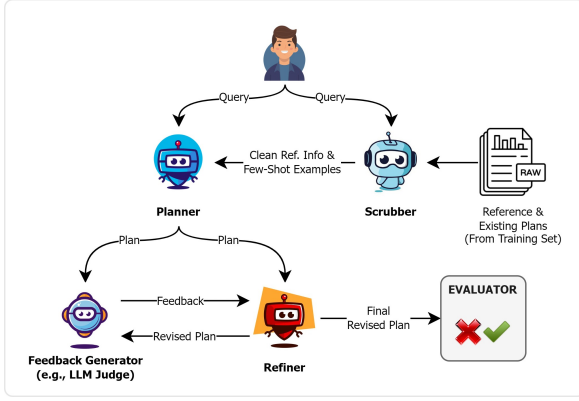 Query
Query
Clean Ref. Info &
Few-Shot Examples
RAW
Planner
Scrubber
Reference &
Existing Plans
(From Training Set)
Plan
Plan
EVALUATOR
Feedback
Final
Revised Plan
Revised Plan
Feedback Generator
(e.g., LLM Judge)
Refiner